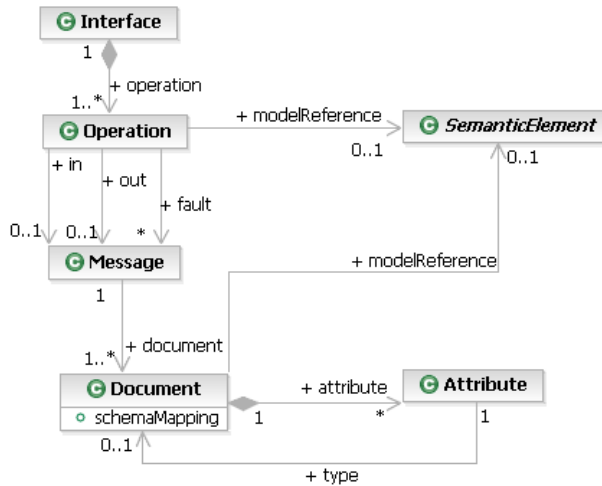 Interface
1
+ operation
1..*
Operation
+ modelReference
SemanticElement
0..1
0..1
+ in
+ out
+ fault
0..1
0..1
*
Message
+ modelReference
1
+ document
1..*
Document
+ attribute
Attribute
schemaMapping
1
*
1
0..1
+ type